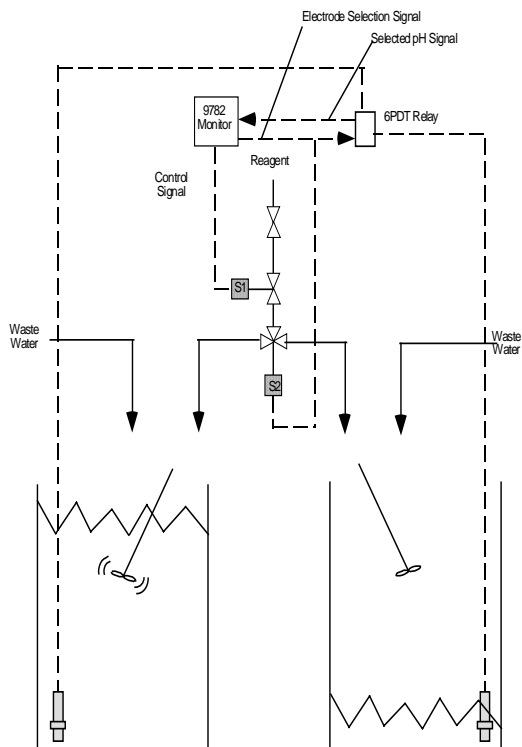 Electrode Selection Signal
Selected pH Signal
9782
Monitor
6PDT Relay
Reagent
Control
Signal
S1
Waste
Water
Waste
Water
S2